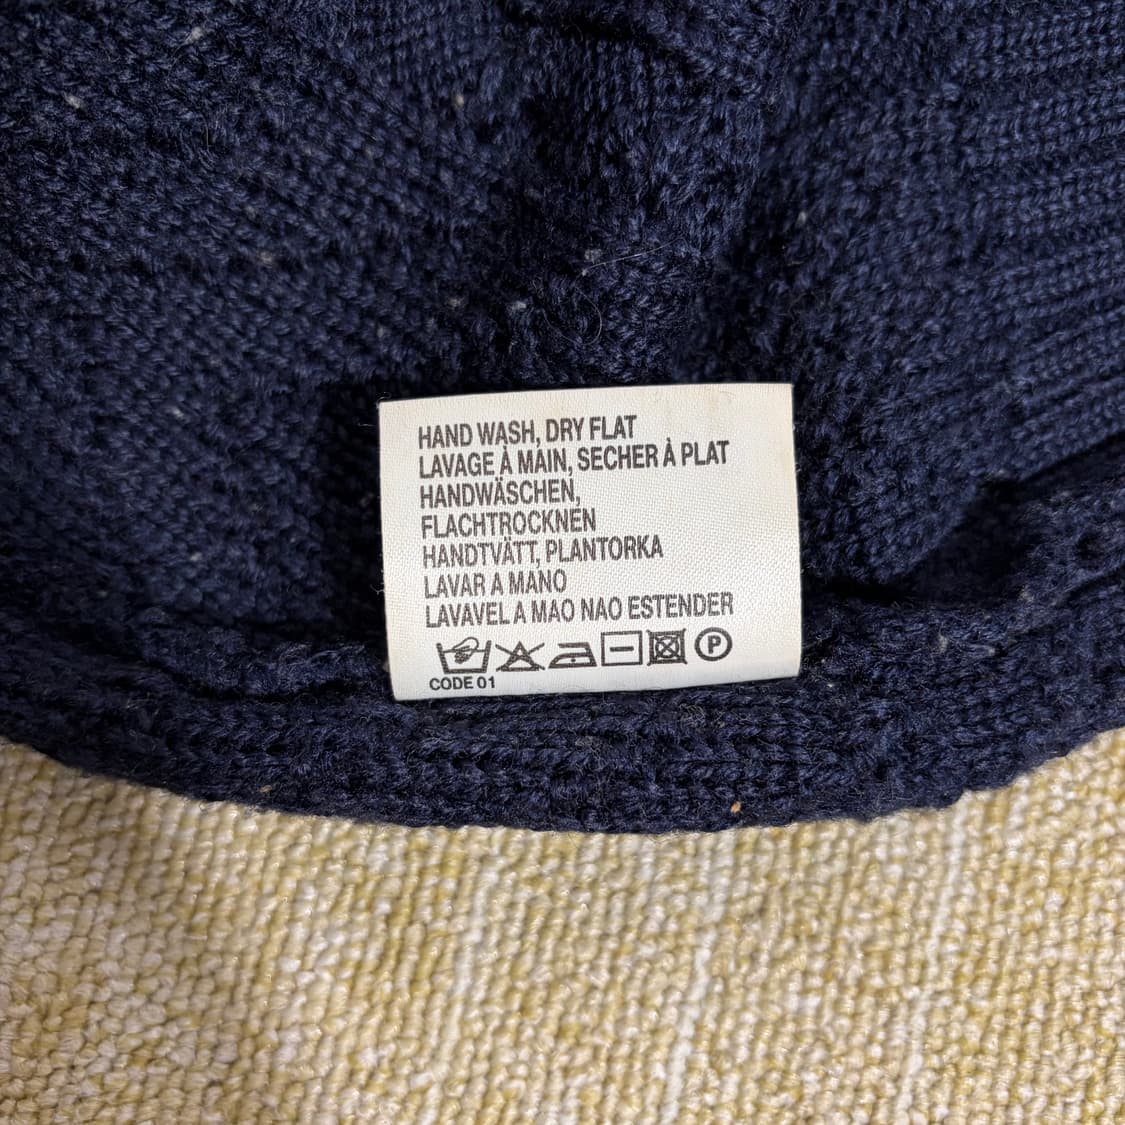 HAND WASH, DRY FLAT
LAVAGE À MAIN, SECHER À PLAT
HANDWÄSCHEN,
FLACHTROCKNEN
HANDTVÄTT, PLANTORKA
LAVAR A MANO
LAVAVEL A MAO NAO ESTENDER
P
CODE 01